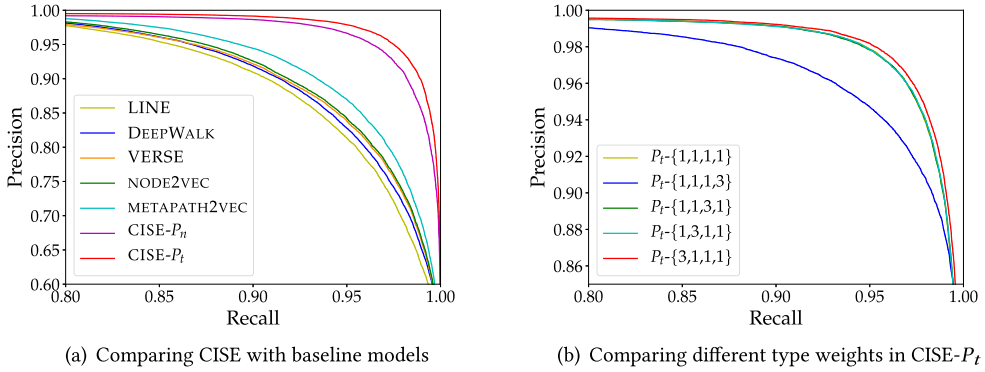 1.00
0.95
0.90
0.85
0.80
0.75
0.70
0.65
0.60
Precision
LINE
DEEPWALK
VERSE
NODE2VEC
METAPATH2VEC
CISE-Pn
CISE-Pt
0.80 0.85 0.90 0.95 1.00
Recall
(a) Comparing CISE with baseline models
1.00
0.98
0.96
0.94
0.92
0.90
0.88
0.86
Precision
Pt-{1,1,1,1}
Pt-{1,1,1,3}
Pt-{1,1,3,1}
Pt-{1,3,1,1}
Pt-{3,1,1,1}
0.80 0.85 0.90 0.95 1.00
Recall
(b) Comparing different type weights in CISE-Pt